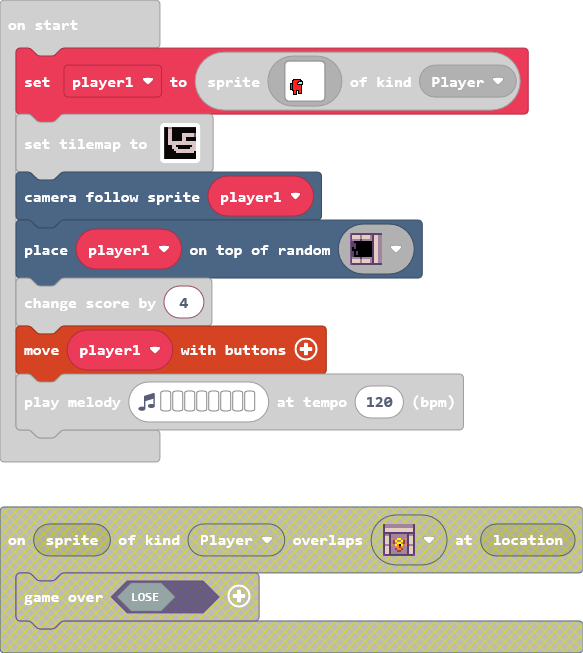 on start
set player1 to sprite of kind Player
set tilemap to
camera follow sprite player1
place player1 on top of random
change score by 4
move player1 with buttons
play melody at tempo 120 (bpm)
on sprite of kind Player overlaps at location
game over LOSE